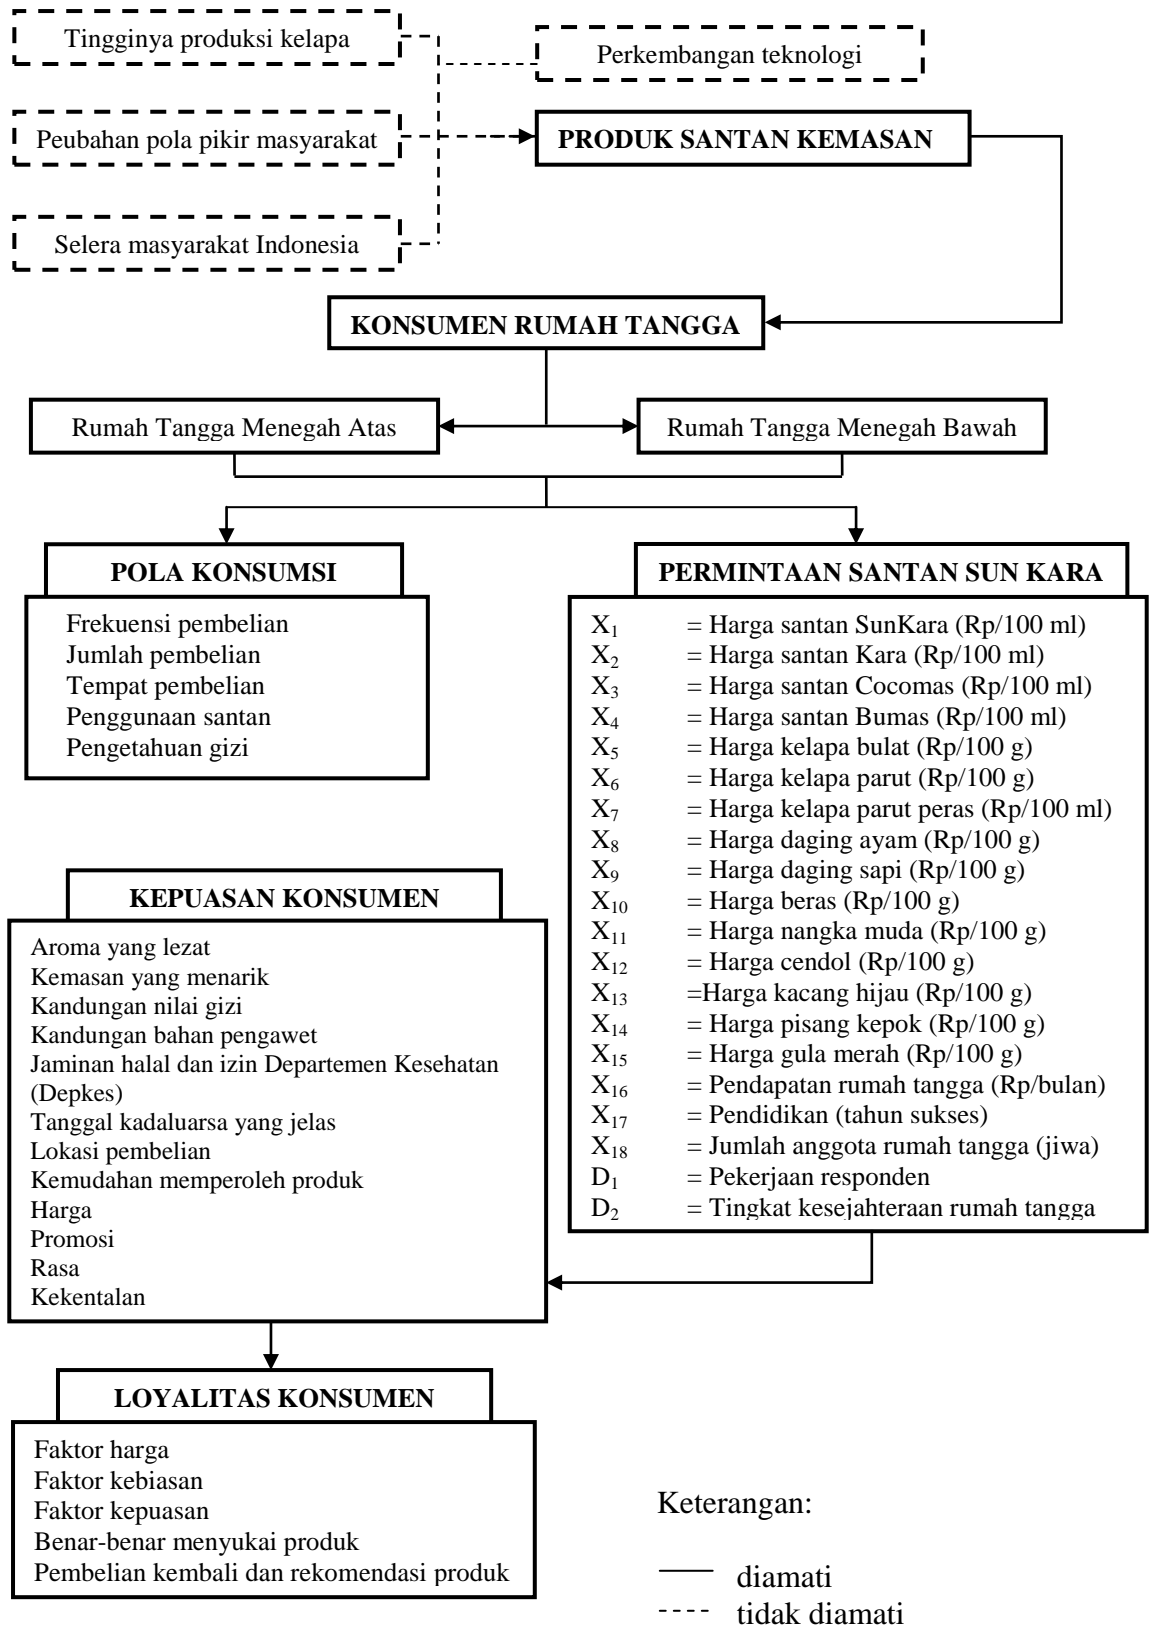 Tingginya produksi kelapa
Perkembangan teknologi
Peubahan pola pikir masyarakat
PRODUK SANTAN KEMASAN
Selera masyarakat Indonesia
KONSUMEN RUMAH TANGGA
Rumah Tangga Menegah Atas
Rumah Tangga Menegah Bawah
POLA KONSUMSI
Frekuensi pembelian
Jumlah pembelian
Tempat pembelian
Penggunaan santan
Pengetahuan gizi
PERMINTAAN SANTAN SUN KARA
X₁ = Harga santan SunKara (Rp/100 ml)
X₂ = Harga santan Kara (Rp/100 ml)
X₃ = Harga santan Cocomas (Rp/100 ml)
X₄ = Harga santan Bumas (Rp/100 ml)
X₅ = Harga kelapa bulat (Rp/100 g)
X₆ = Harga kelapa parut (Rp/100 g)
X₇ = Harga kelapa parut peras (Rp/100 ml)
X₈ = Harga daging ayam (Rp/100 g)
X₉ = Harga daging sapi (Rp/100 g)
X₁₀ = Harga beras (Rp/100 g)
X₁₁ = Harga nangka muda (Rp/100 g)
X₁₂ = Harga cendol (Rp/100 g)
X₁₃ =Harga kacang hijau (Rp/100 g)
X₁₄ = Harga pisang kepok (Rp/100 g)
X₁₅ = Harga gula merah (Rp/100 g)
X₁₆ = Pendapatan rumah tangga (Rp/bulan)
X₁₇ = Pendidikan (tahun sukses)
X₁₈ = Jumlah anggota rumah tangga (jiwa)
D₁ = Pekerjaan responden
D₂ = Tingkat kesejahteraan rumah tangga
KEPUASAN KONSUMEN
Aroma yang lezat
Kemasan yang menarik
Kandungan nilai gizi
Kandungan bahan pengawet
Jaminan halal dan izin Departemen Kesehatan
(Depkes)
Tanggal kadaluarsa yang jelas
Lokasi pembelian
Kemudahan memperoleh produk
Harga
Promosi
Rasa
Kekentalan
LOYALITAS KONSUMEN
Faktor harga
Faktor kebiasan
Faktor kepuasan
Benar-benar menyukai produk
Pembelian kembali dan rekomendasi produk
Keterangan:
diamati
tidak diamati